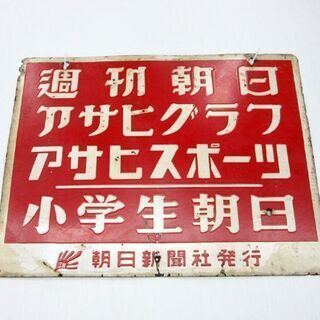 週刊朝日
アサヒグラフ
アサヒスポーツ
小学生朝日
朝日新聞社発行